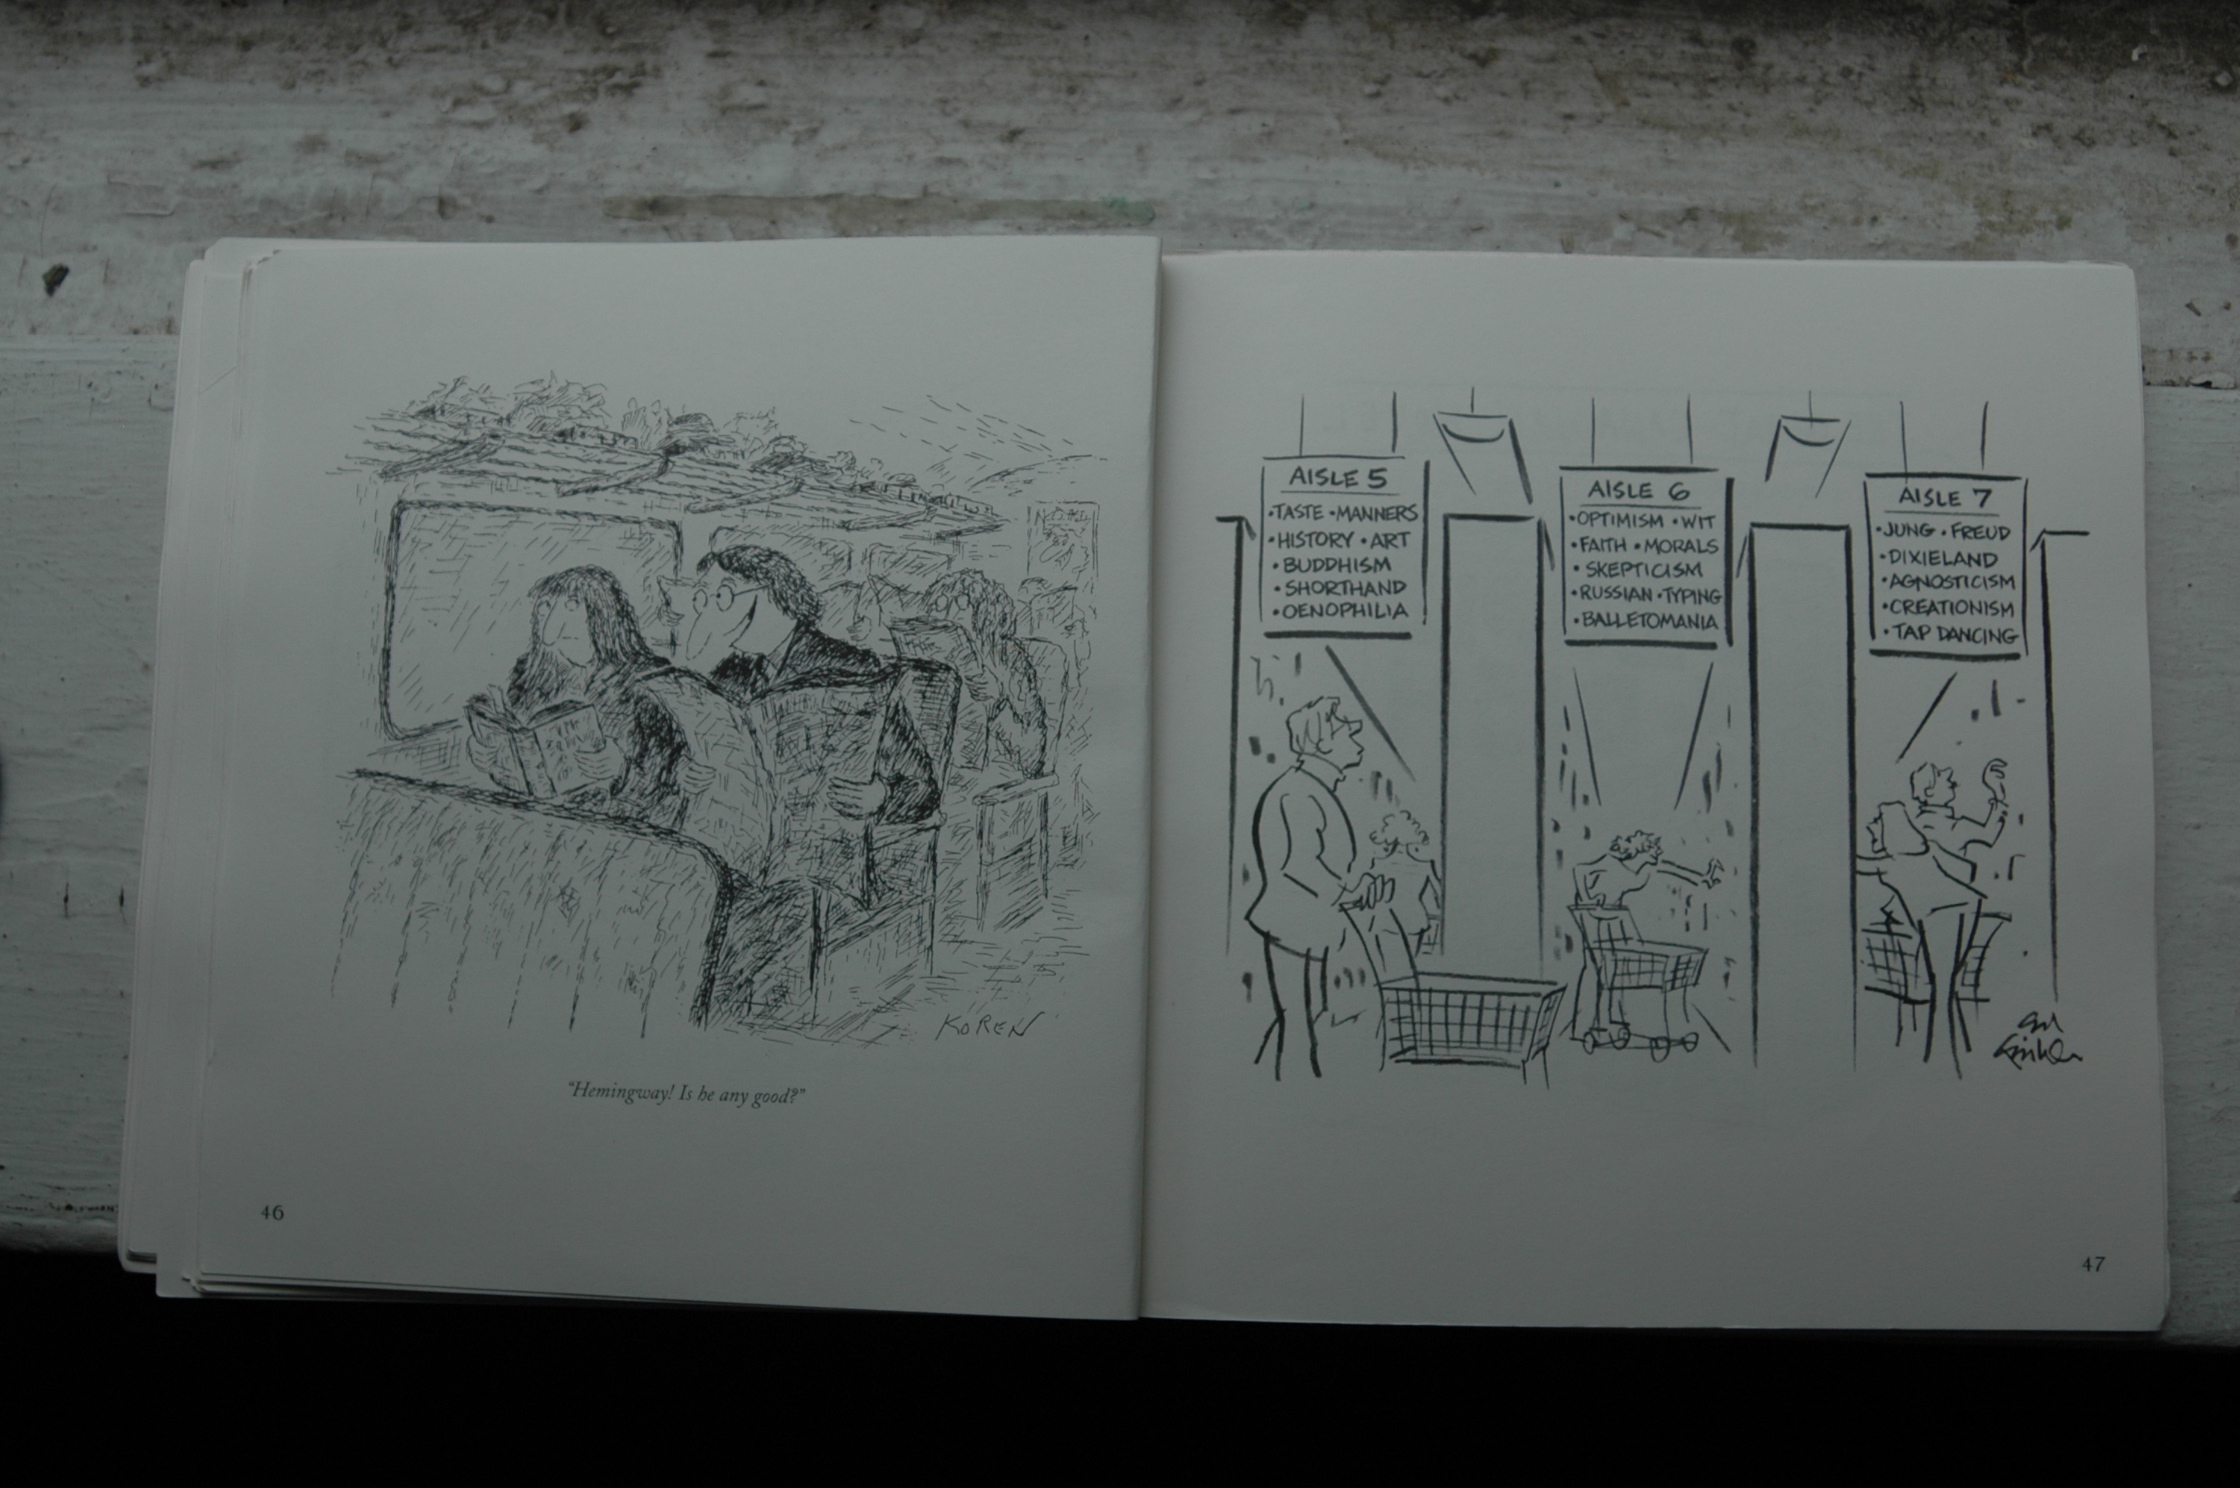 KOREN
"Hemingway! Is he any good?"
46
AISLE 5
•TASTE •MANNERS
•HISTORY •ART
•BUDDHISM
•SHORTHAND
•OENOPHILIA
AISLE 6
•OPTIMISM •WIT
•FAITH •MORALS
•SKEPTICISM
•RUSSIAN •TYPING
•BALLETOMANIA
AISLE 7
•JUNG •FREUD
•DIXIELAND
•AGNOSTICISM
•CREATIONISM
•TAP DANCING
47